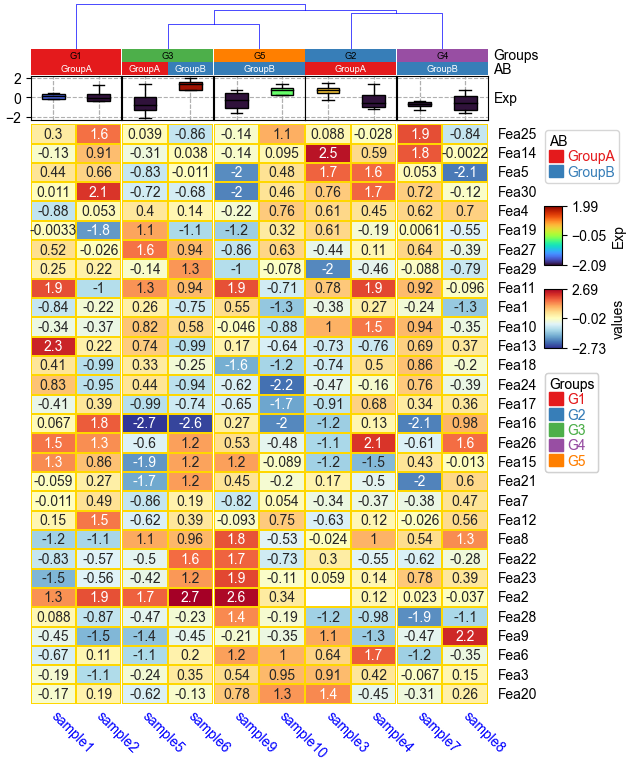 G1 G3 G5 G2 G4 Groups
GroupA GroupA GroupB GroupB GroupA GroupB AB
2
0 Exp
−2
0.3 1.6 0.039 -0.86 -0.14 1.1 0.088 -0.028 1.9 -0.84 Fea25
-0.13 0.91 -0.31 0.038 -0.14 0.095 2.5 0.59 1.8 -0.0022 Fea14
0.44 0.66 -0.83 -0.011 -2 0.48 1.7 1.6 0.053 -2.1 Fea5
0.011 2.1 -0.72 -0.68 -2 0.46 0.76 1.7 0.72 -0.12 Fea30
-0.88 0.053 0.4 0.14 -0.22 0.76 0.61 0.45 0.62 0.7 Fea4
-0.0033 -1.8 1.1 -1.1 -1.2 0.32 0.61 -0.19 0.0061 -0.55 Fea19
0.52 -0.026 1.6 0.94 -0.86 0.63 -0.44 0.11 0.64 -0.39 Fea27
0.25 0.22 -0.14 1.3 -1 -0.078 -2 -0.46 -0.088 -0.79 Fea29
1.9 -1 1.3 0.94 1.9 -0.71 0.78 1.9 0.92 -0.096 Fea11
-0.84 -0.22 0.26 -0.75 0.55 -1.3 -0.38 0.27 -0.24 -1.3 Fea1
-0.34 -0.37 0.82 0.58 -0.046 -0.88 1 1.5 0.94 -0.35 Fea10
2.3 0.22 0.74 -0.99 0.17 -0.64 -0.73 -0.76 0.69 0.37 Fea13
0.41 -0.99 0.33 -0.25 -1.6 -1.2 -0.74 0.5 0.86 -0.2 Fea18
0.83 -0.95 0.44 -0.94 -0.62 -2.2 -0.47 -0.16 0.76 -0.39 Fea24
-0.41 0.39 -0.99 -0.74 -0.65 -1.7 -0.91 0.68 0.34 0.36 Fea17
0.067 1.8 -2.7 -2.6 0.27 -2 -1.2 0.13 -2.1 0.98 Fea16
1.5 1.3 -0.6 1.2 0.53 -0.48 -1.1 2.1 -0.61 1.6 Fea26
1.3 0.86 -1.9 1.2 1.2 -0.089 -1.2 -1.5 0.43 -0.013 Fea15
-0.059 0.27 -1.7 1.2 0.45 -0.2 0.17 -0.5 -2 0.6 Fea21
-0.011 0.49 -0.86 0.19 -0.82 0.054 -0.34 -0.37 -0.38 0.47 Fea7
0.15 1.5 -0.62 0.39 -0.093 0.75 -0.63 0.12 -0.026 0.56 Fea12
-1.2 -1.1 1.1 0.96 1.8 -0.53 -0.024 1 0.54 1.3 Fea8
-0.83 -0.57 -0.5 1.6 1.7 -0.73 0.3 -0.55 -0.62 -0.28 Fea22
-1.5 -0.56 -0.42 1.2 1.9 -0.11 0.059 0.14 0.78 0.39 Fea23
1.3 1.9 1.7 2.7 2.6 0.34 0.12 0.023 -0.037 Fea2
0.088 -0.87 -0.47 -0.23 1.4 -0.19 -1.2 -0.98 -1.9 -1.1 Fea28
-0.45 -1.5 -1.4 -0.45 -0.21 -0.35 1.1 -1.3 -0.47 2.2 Fea9
-0.67 0.11 -1.1 0.2 1.2 1 0.64 1.7 -1.2 -0.35 Fea6
-0.19 -1.1 -0.24 0.35 0.54 0.95 0.91 0.42 -0.067 0.15 Fea3
-0.17 0.19 -0.62 -0.13 0.78 1.3 1.4 -0.45 -0.31 0.26 Fea20
sample1 sample2 sample5 sample6 sample9 sample10 sample3 sample4 sample7 sample8
AB
GroupA
GroupB
1.99
−0.05
−2.09
Exp
2.69
−0.02
−2.73
values
Groups
G1
G2
G3
G4
G5